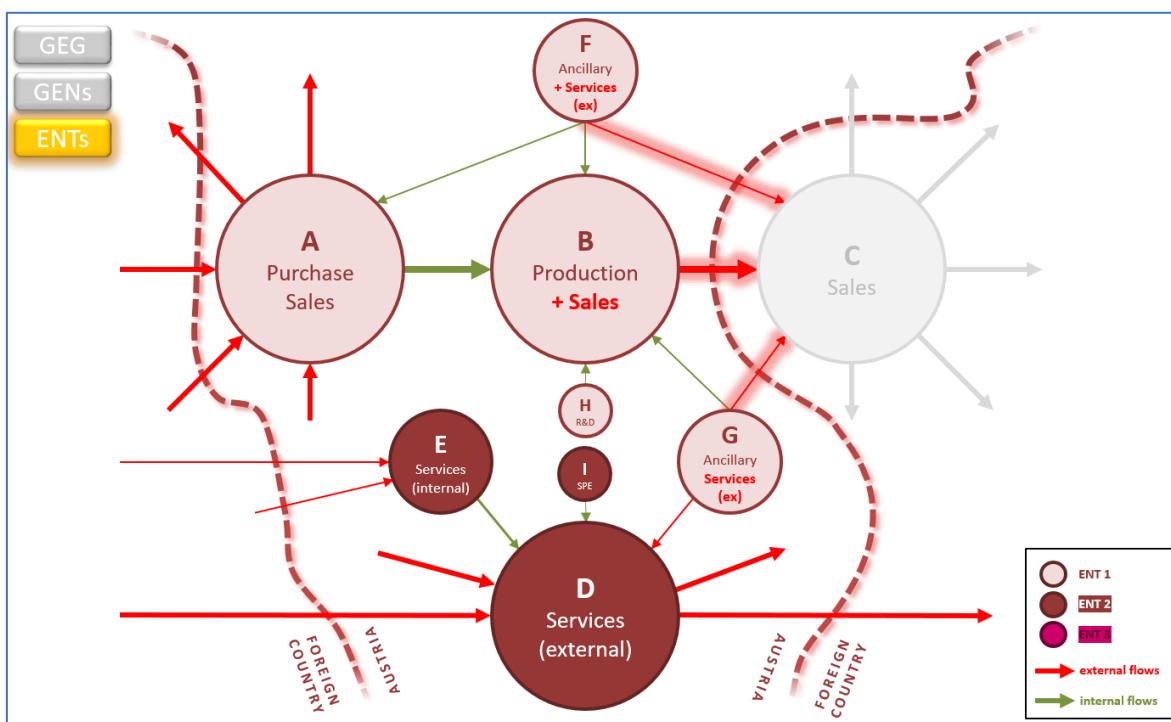 GEG
GENs
ENTs
F
Ancillary
+ Services
(ex)
A
Purchase
Sales
B
Production
+ Sales
C
Sales
H
R&D
E
Services
(internal)
I
SPE
G
Ancillary
Services
(ex)
D
Services
(external)
FOREIGN
COUNTRY
AUSTRIA
AUSTRIA
FOREIGN
COUNTRY
ENT 1
ENT 2
ENT 3
external flows
internal flows